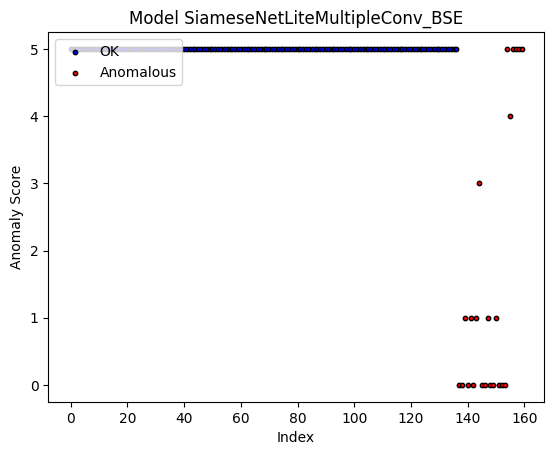 Model SiameseNetLiteMultipleConv_BSE
OK
Anomalous
Anomaly Score
5
4
3
2
1
0
0 20 40 60 80 100 120 140 160
Index